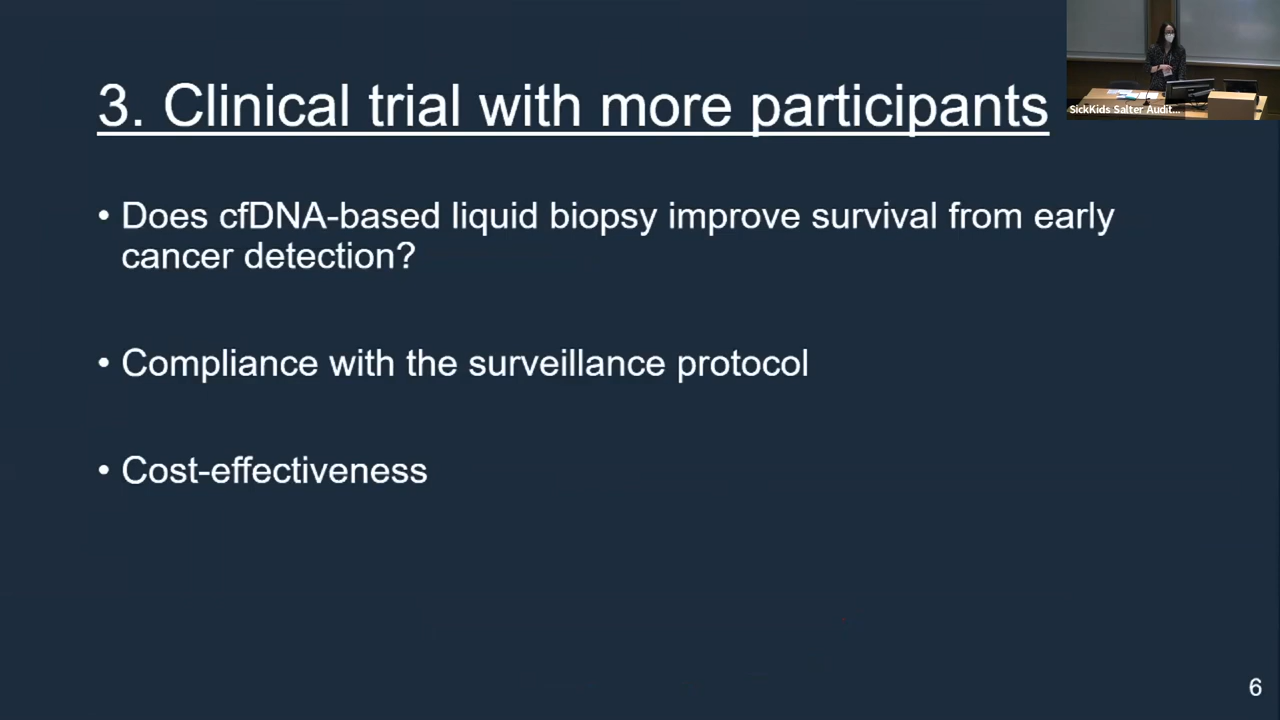 3. Clinical trial with more participants
SickKids Salter Audit...
• Does cfDNA-based liquid biopsy improve survival from early
cancer detection?
• Compliance with the surveillance protocol
• Cost-effectiveness
6